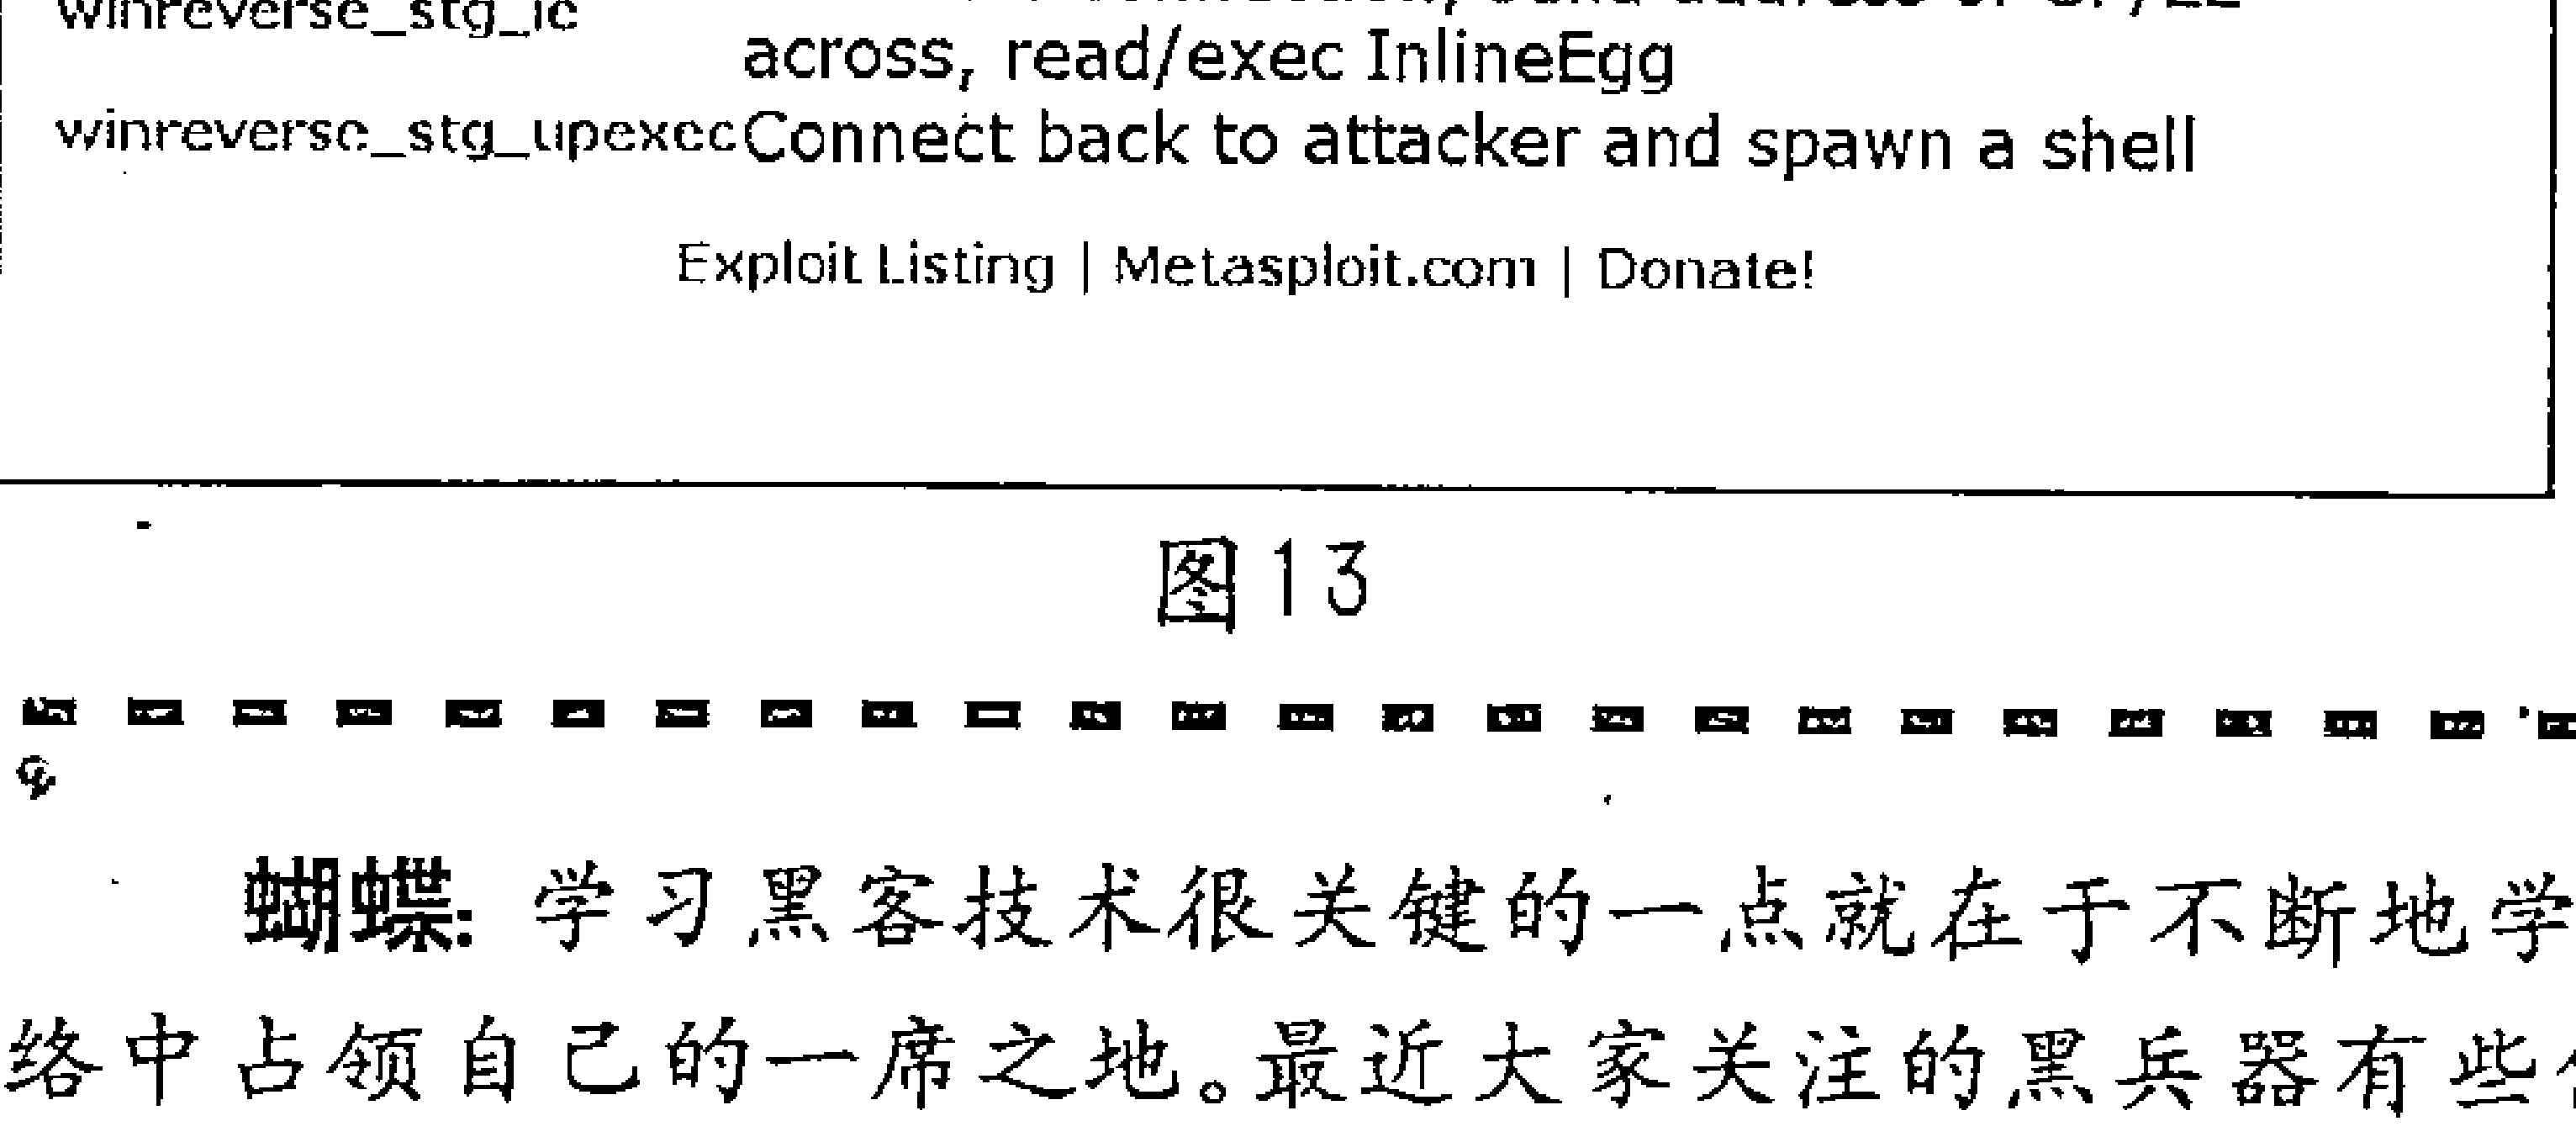 winreverse_stg_ie
across, read/exec InlineEgg
winreverse_stg_upexec Connect back to attacker and spawn a shell
Exploit Listing | Metasploit.com | Donate!
图13
蝴蝶: 学习黑客技术很关键的一点就在于不断地学
络中占领自己的一席之地。最近大家关注的黑兵器有些